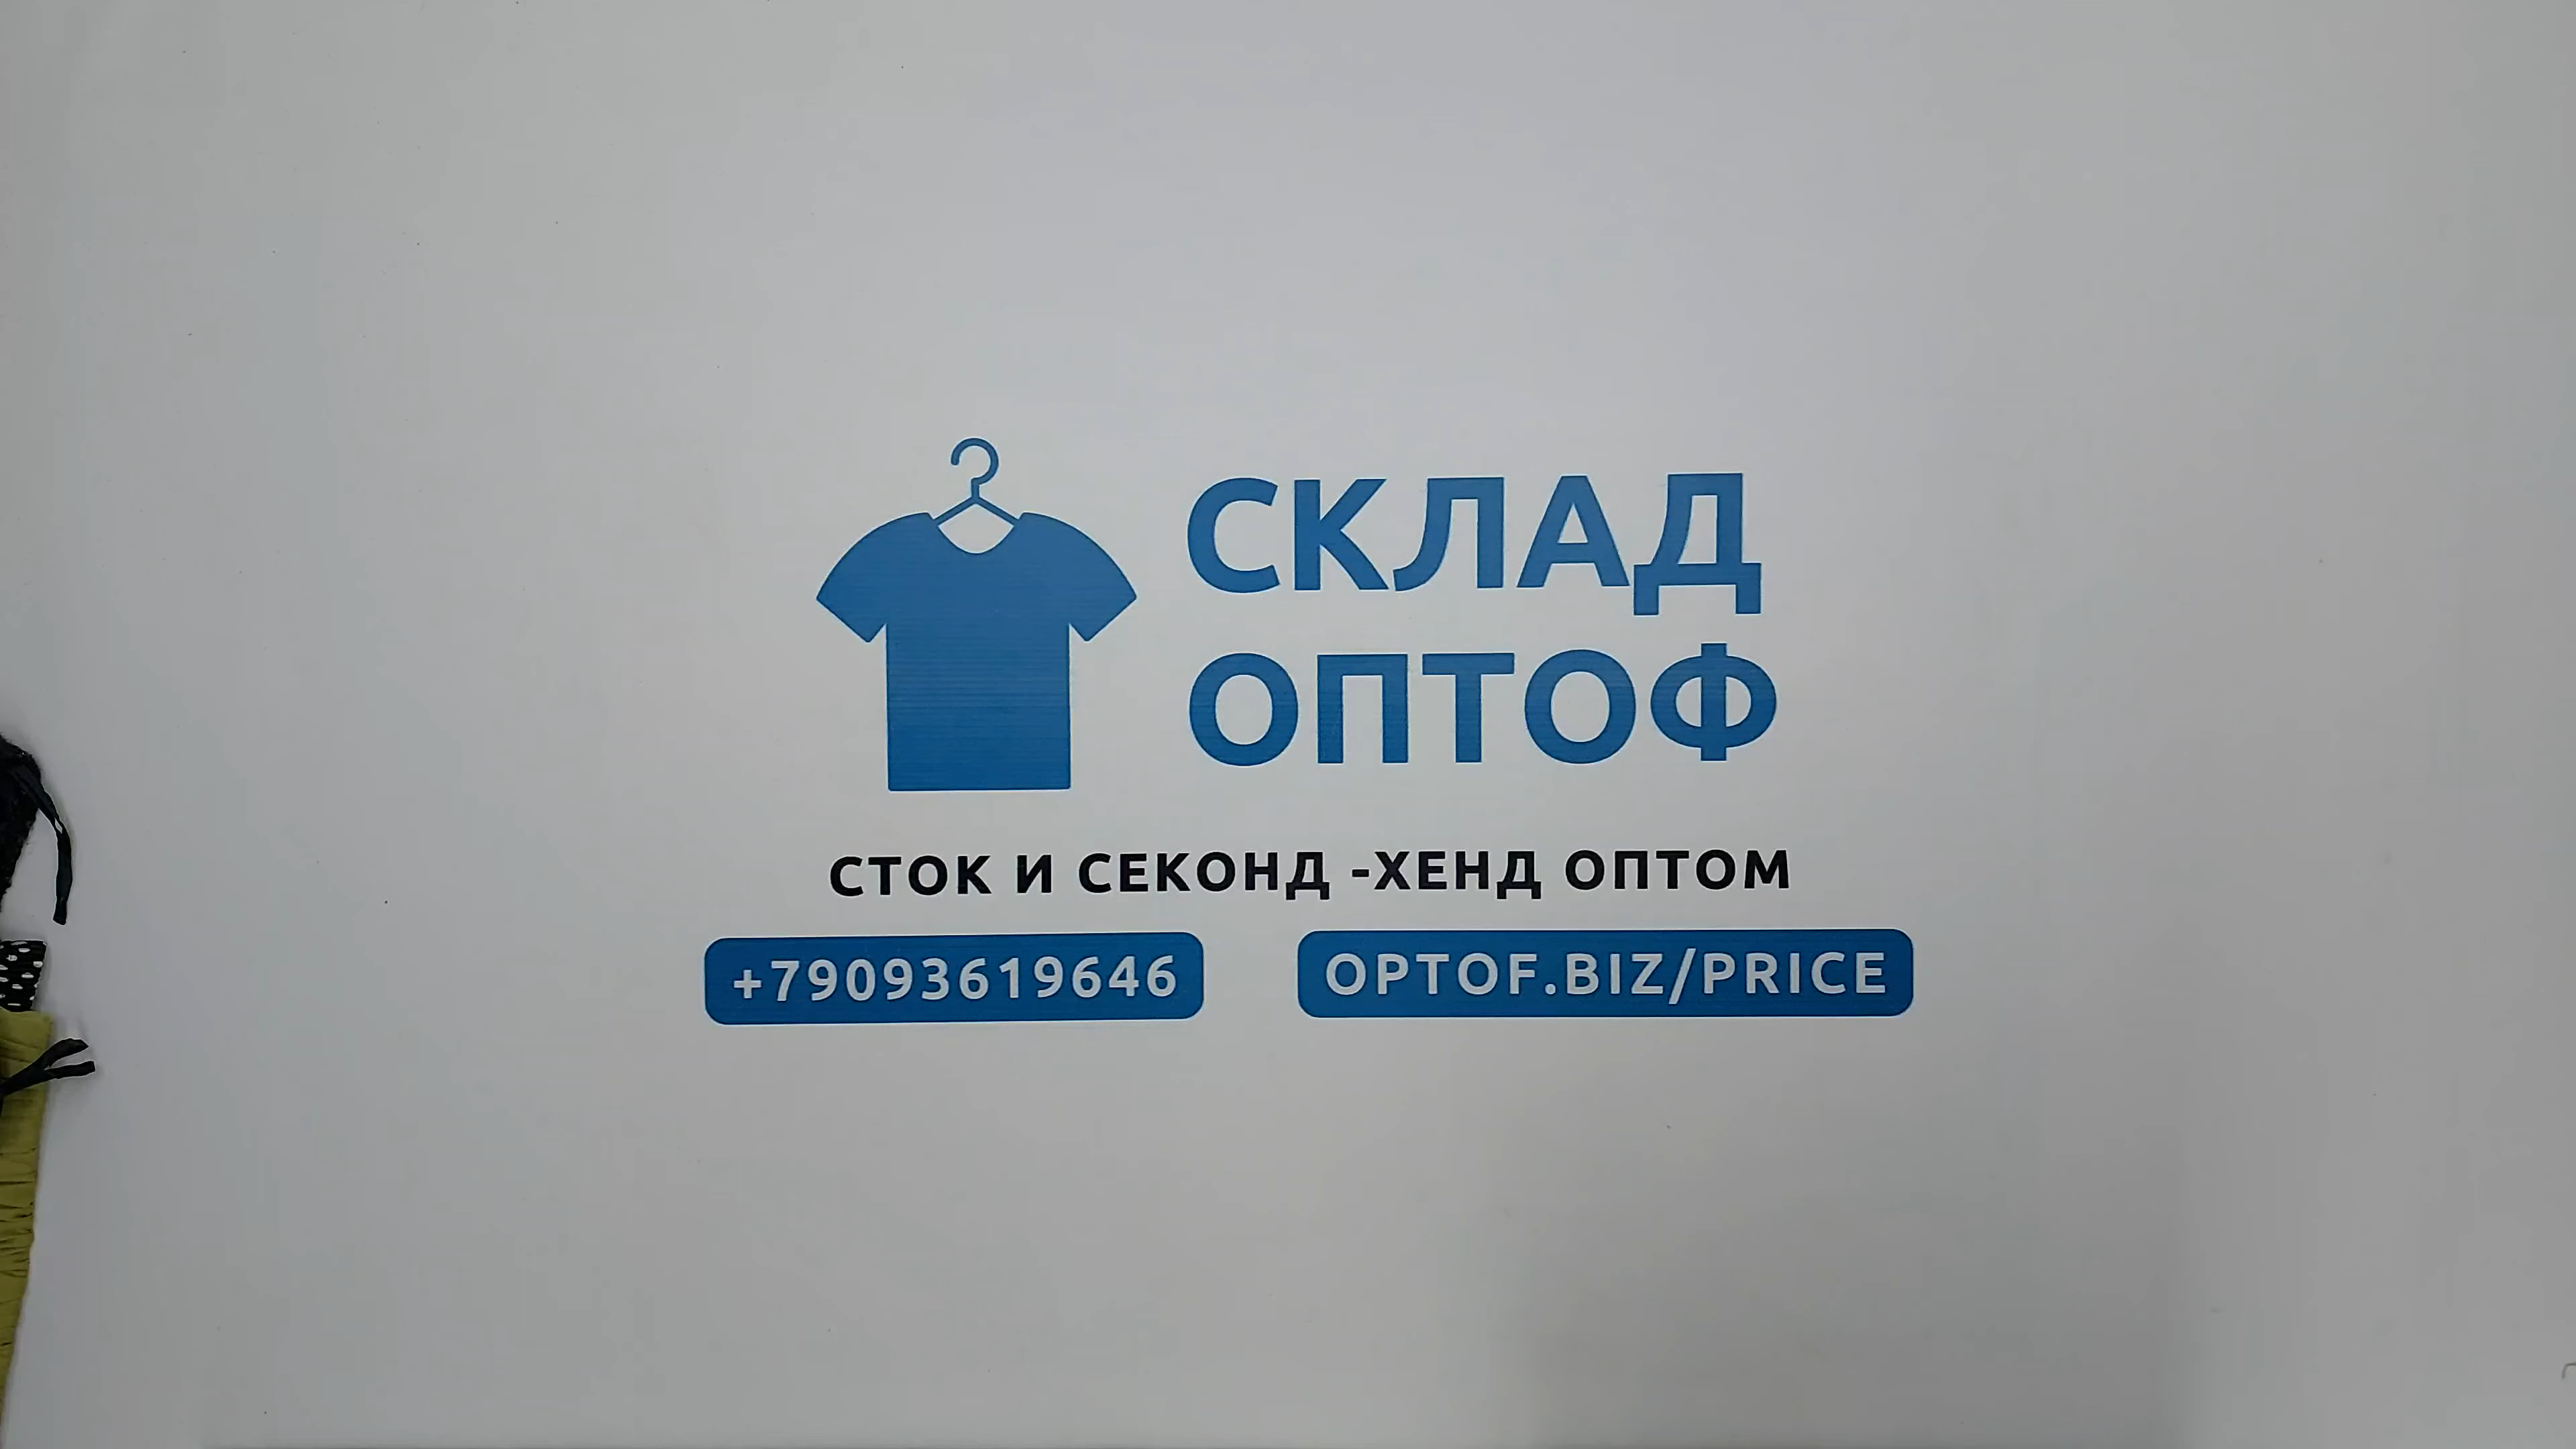 СКЛАД
ОПТОФ
СТОК И СЕКОНД -ХЕНД ОПТОМ
+79093619646
OPTOF.BIZ/PRICE